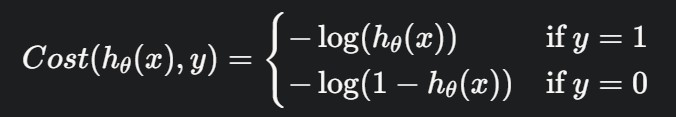 Cost(hθ(x), y) = { − log(hθ(x)) if y = 1
− log(1 − hθ(x)) if y = 0